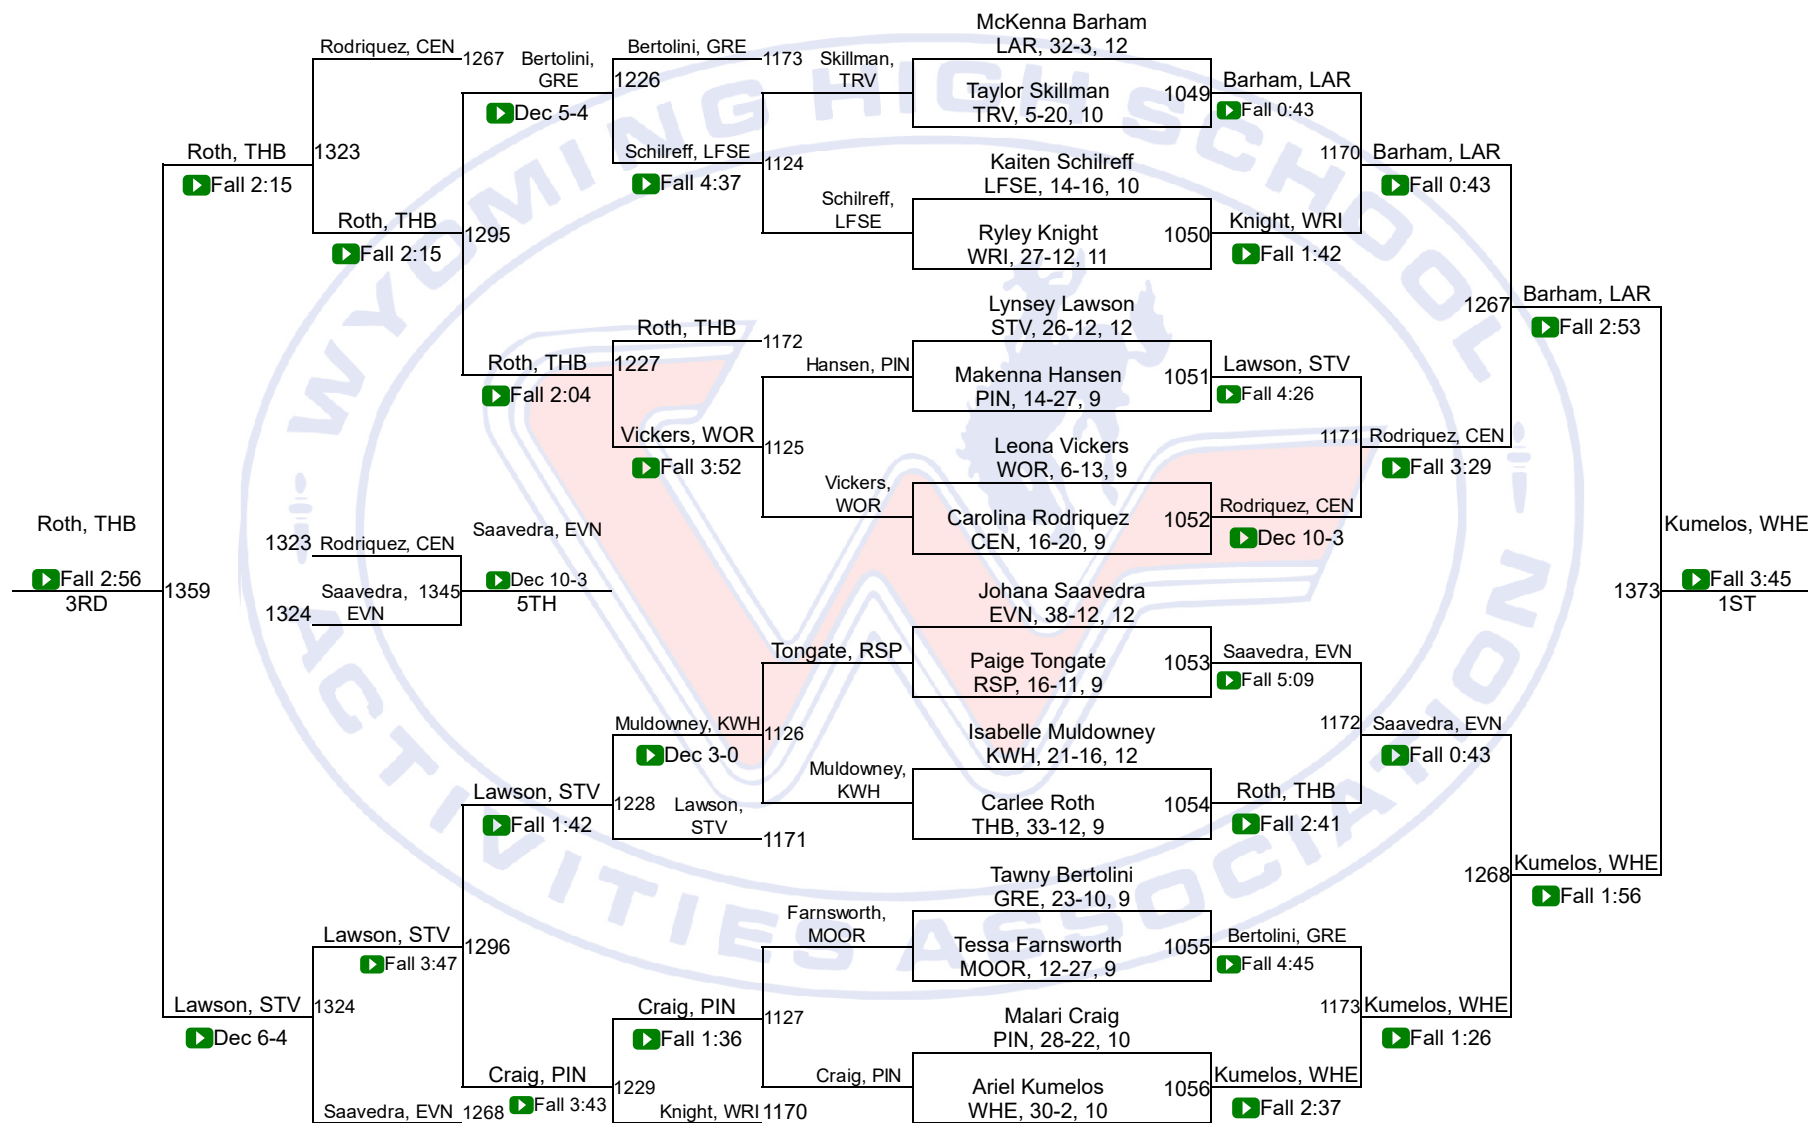 McKenna Barham
LAR, 32-3, 12
Taylor Skillman
TRV, 5-20, 10
1049
Kaiten Schilreff
LFSE, 14-16, 10
Ryley Knight
WRI, 27-12, 11
1050
Lynsey Lawson
STV, 26-12, 12
Makenna Hansen
PIN, 14-27, 9
1051
Leona Vickers
WOR, 6-13, 9
Carolina Rodriquez
CEN, 16-20, 9
1052
Johana Saavedra
EVN, 38-12, 12
Paige Tongate
RSP, 16-11, 9
1053
Isabelle Muldowney
KWH, 21-16, 12
Carlee Roth
THB, 33-12, 9
1054
Tawny Bertolini
GRE, 23-10, 9
Tessa Farnsworth
MOOR, 12-27, 9
1055
Malari Craig
PIN, 28-22, 10
Ariel Kumelos
WHE, 30-2, 10
1056
Barham, LAR
Fall 0:43
Knight, WRI
Fall 1:42
Lawson, STV
Fall 4:26
Rodriquez, CEN
Dec 10-3
Saavedra, EVN
Fall 5:09
Roth, THB
Fall 2:41
Bertolini, GRE
Fall 4:45
Kumelos, WHE
Fall 2:37
1170
Barham, LAR
Fall 0:43
1171
Rodriquez, CEN
Fall 3:29
1172
Saavedra, EVN
Fall 0:43
1173
Kumelos, WHE
Fall 1:26
1267
Barham, LAR
Fall 2:53
1268
Kumelos, WHE
Fall 1:56
Kumelos, WHE
1373
Fall 3:45
1ST
Skillman,
TRV
Schilreff,
LFSE
Hansen, PIN
Vickers,
WOR
Tongate, RSP
Muldowney,
KWH
Farnsworth,
MOOR
Craig, PIN
Bertolini, GRE
1173
Schilreff, LFSE
1124
Fall 4:37
Roth, THB
1172
Vickers, WOR
1125
Fall 3:52
Muldowney, KWH
1126
Dec 3-0
Lawson,
STV
1171
Craig, PIN
1127
Fall 1:36
Knight, WRI
1170
Bertolini,
GRE
1226
Dec 5-4
Roth, THB
1227
Fall 2:04
Lawson, STV
1228
Fall 1:42
Craig, PIN
1229
Fall 3:43
Rodriquez, CEN
1267
Roth, THB
1295
Fall 2:15
Lawson, STV
1296
Fall 3:47
Saavedra, EVN
1268
Roth, THB
1323
Fall 2:15
Lawson, STV
1324
Dec 6-4
Roth, THB
Fall 2:56
1359
3RD
1323
Rodriquez, CEN
1324
Saavedra,
EVN
1345
Saavedra, EVN
Dec 10-3
5TH
WYOMING HIGH SCHOOL
ACTIVITIES ASSOCIATION